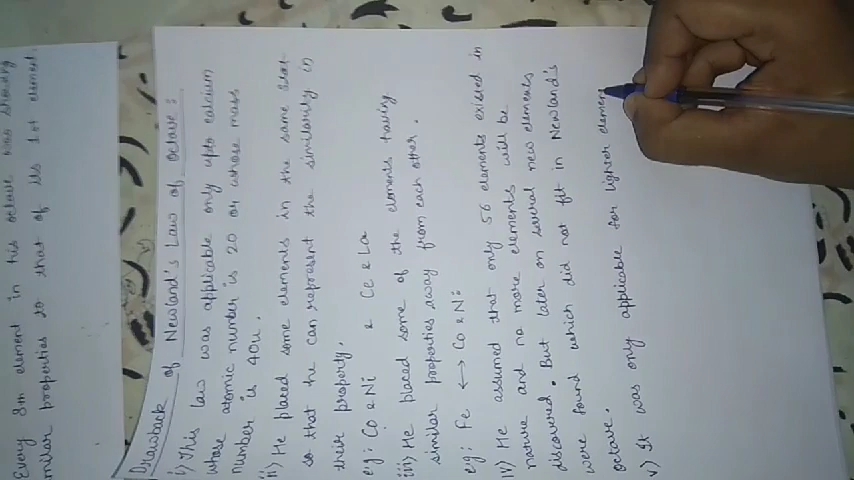 Every 8th element in his octave was showing
milar properties to that of its 1st element.
Drawback of Newland's Law of Octave :
i) This law was applicable only upto calcium
whose atomic number is 20 or whose mass
number is 40u.
ii) He placed some elements in the same slot
so that he can represent the similarity in
their property.
eg: Co & Ni & Ce & La
iii) He placed some of the elements having
similar properties away from each other.
eg: Fe ↔ Co & Ni
iv) He assumed that only 56 elements existed in
nature and no more elements will be
discovered. But later on several new elements
were found which did not fit in Newland's
octave.
v) It was only applicable for lighter elemen